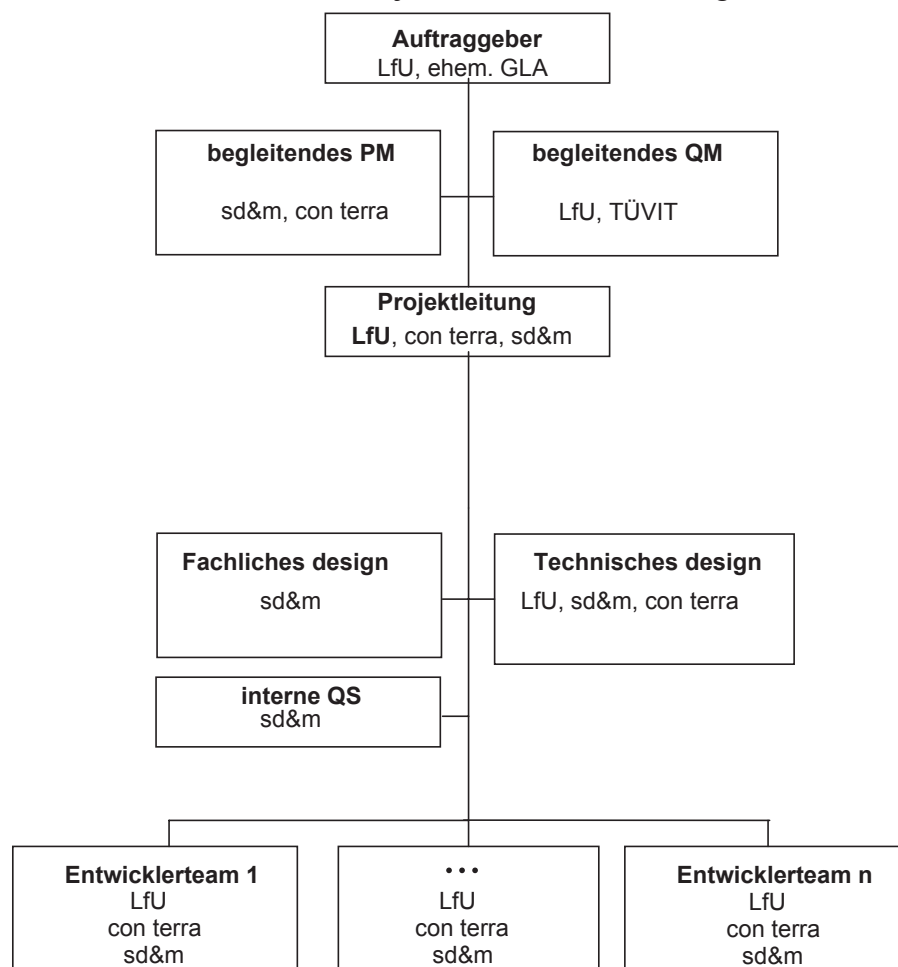 Auftraggeber
LfU, ehem. GLA
begleitendes PM
sd&m, con terra
begleitendes QM
LfU, TÜVIT
Projektleitung
LfU, con terra, sd&m
Fachliches design
sd&m
Technisches design
LfU, sd&m, con terra
interne QS
sd&m
Entwicklerteam 1
LfU
con terra
sd&m
...
LfU
con terra
sd&m
Entwicklerteam n
LfU
con terra
sd&m